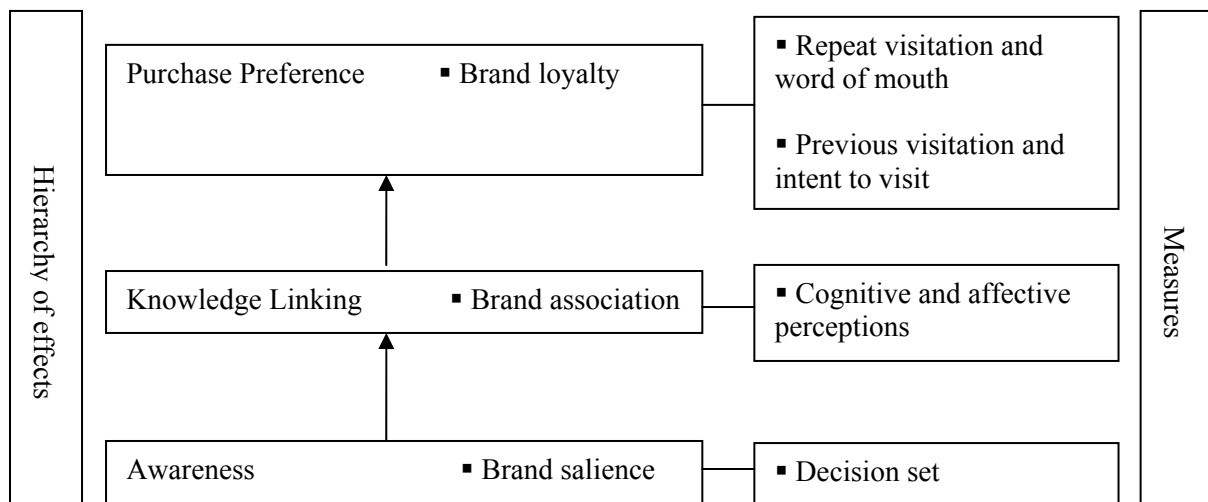 Hierarchy of effects
Purchase Preference ▪ Brand loyalty
▪ Repeat visitation and
word of mouth
▪ Previous visitation and
intent to visit
Knowledge Linking ▪ Brand association
▪ Cognitive and affective
perceptions
Awareness ▪ Brand salience
▪ Decision set
Measures